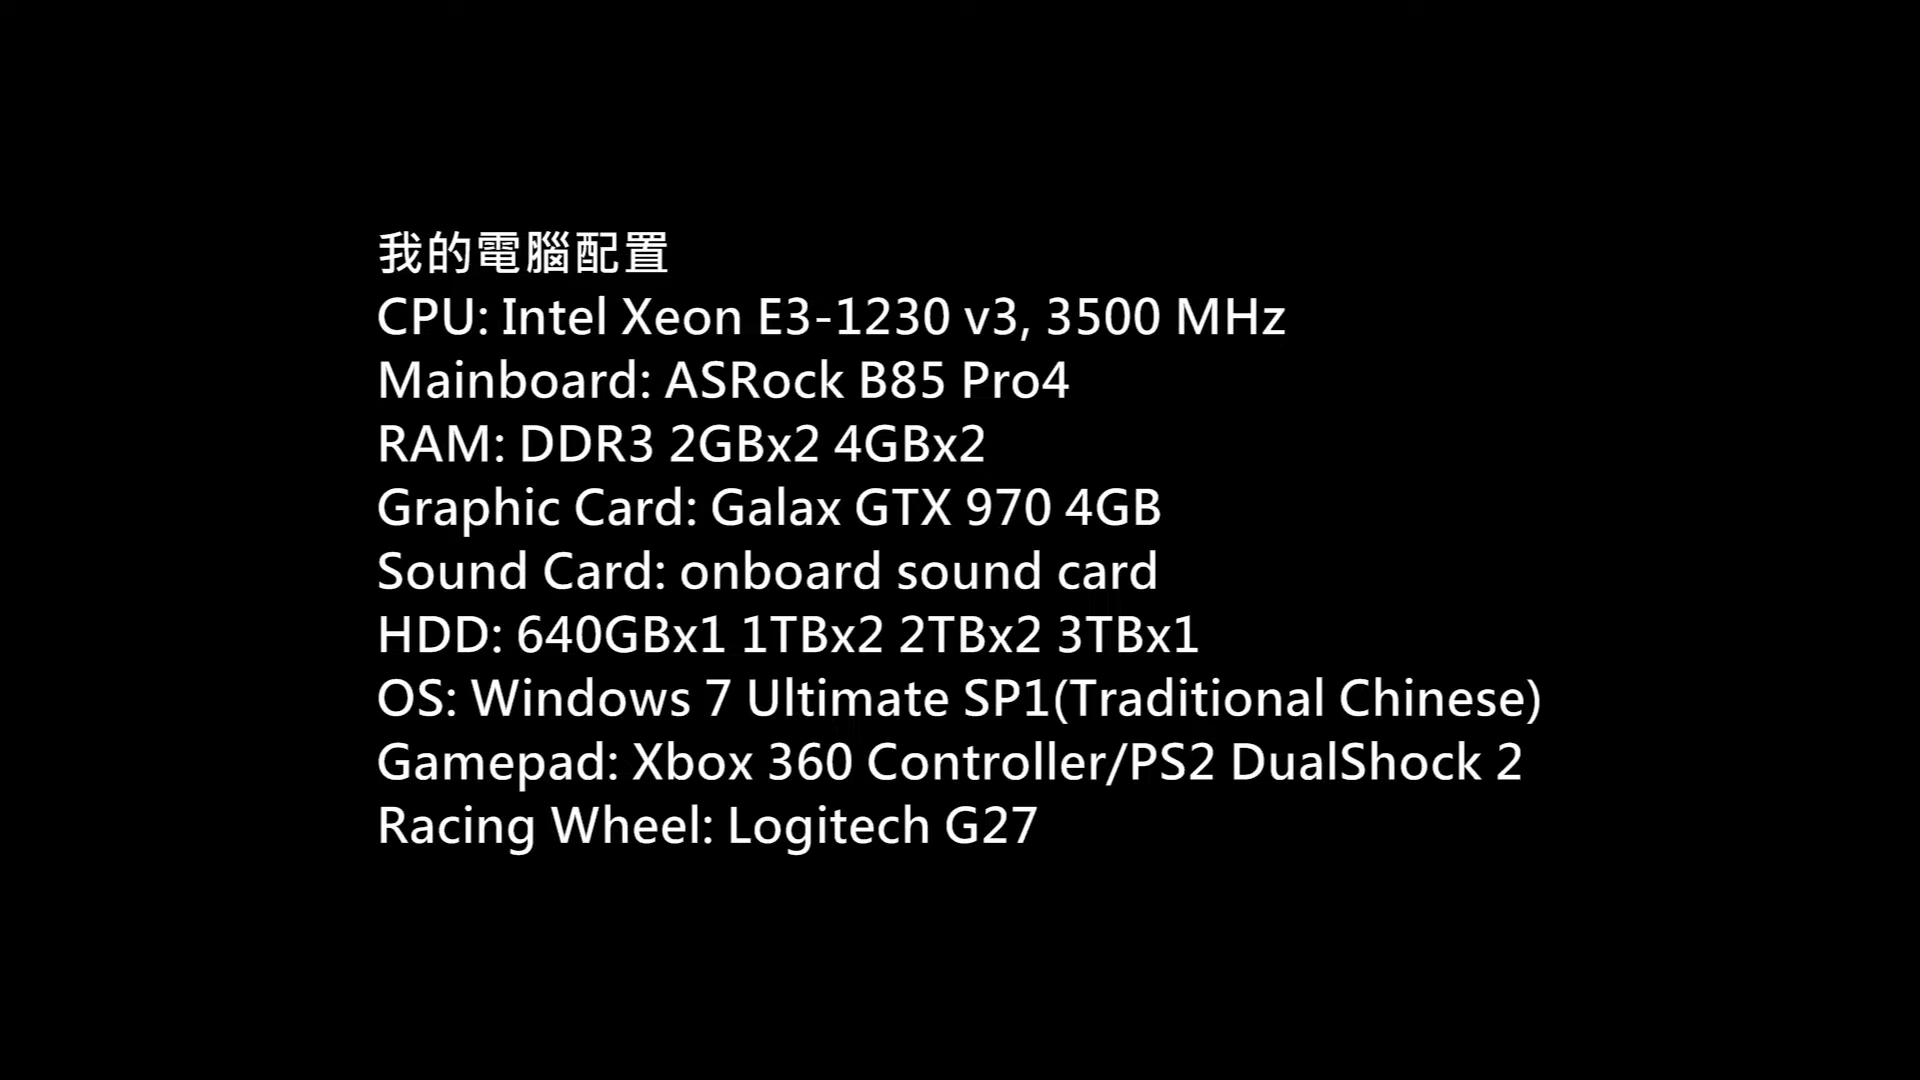 我的電腦配置
CPU: Intel Xeon E3-1230 v3, 3500 MHz
Mainboard: ASRock B85 Pro4
RAM: DDR3 2GBx2 4GBx2
Graphic Card: Galax GTX 970 4GB
Sound Card: onboard sound card
HDD: 640GBx1 1TBx2 2TBx2 3TBx1
OS: Windows 7 Ultimate SP1(Traditional Chinese)
Gamepad: Xbox 360 Controller/PS2 DualShock 2
Racing Wheel: Logitech G27